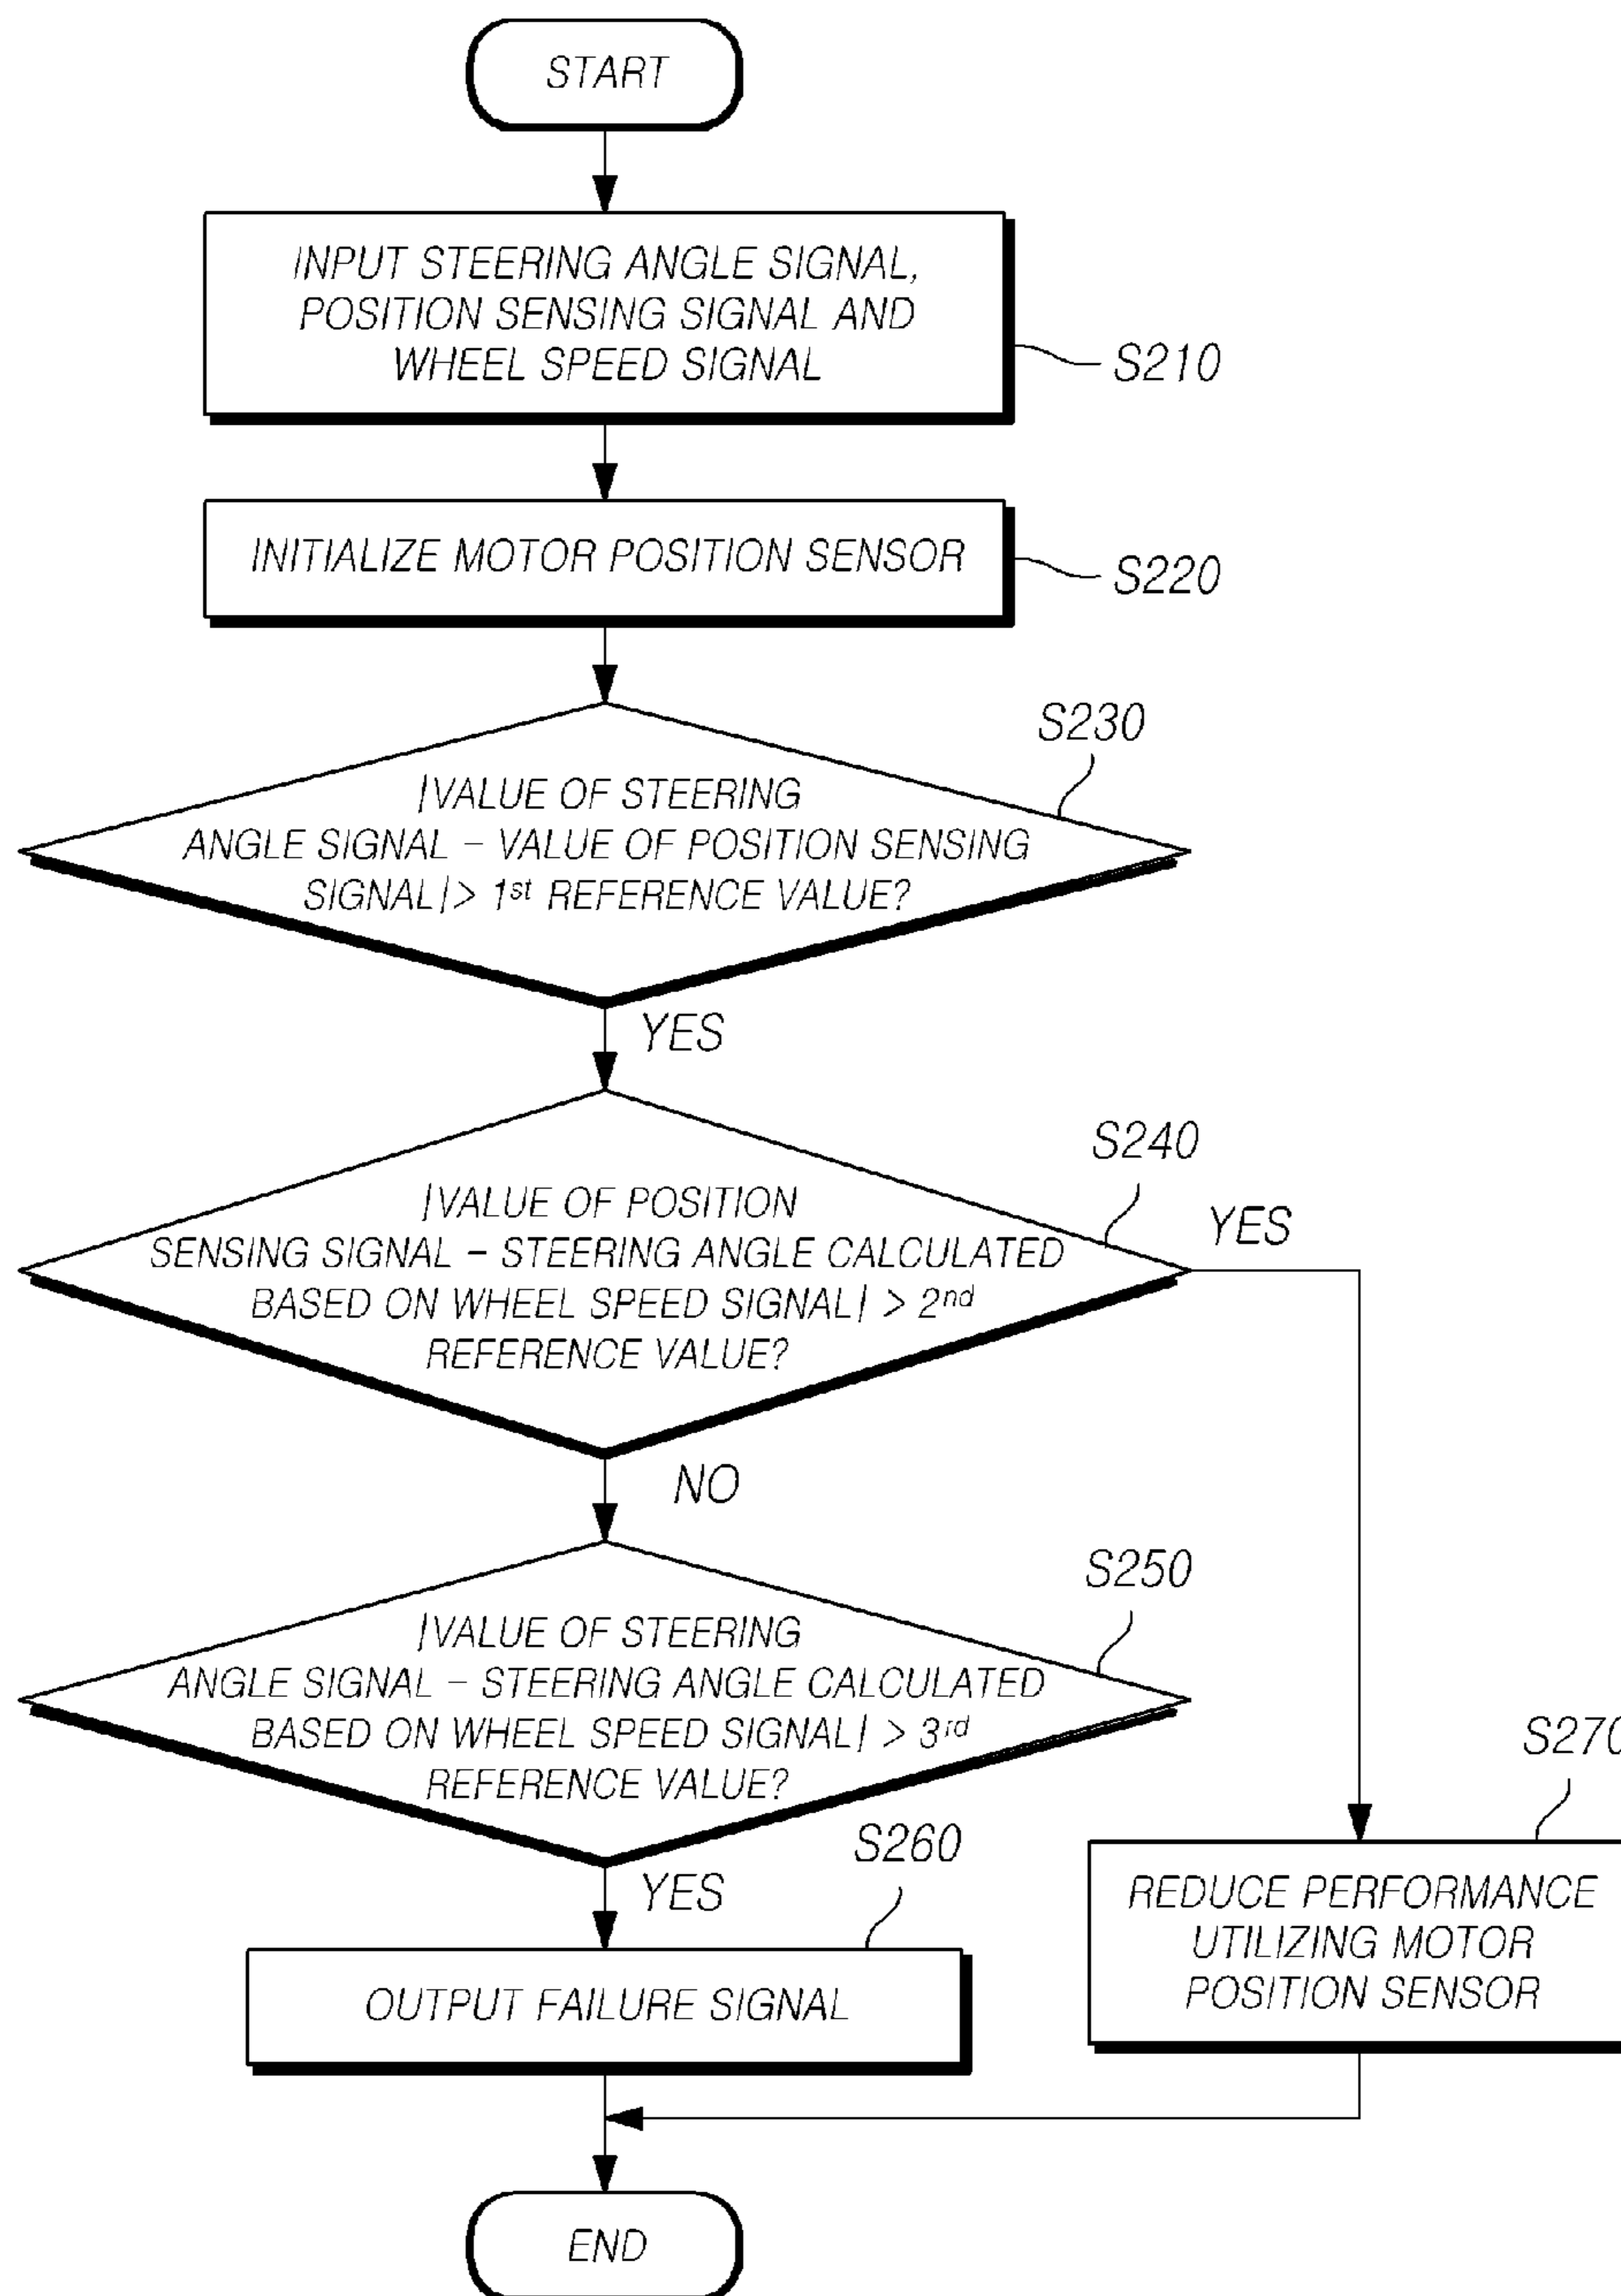 START
INPUT STEERING ANGLE SIGNAL,
POSITION SENSING SIGNAL AND
WHEEL SPEED SIGNAL
S210
INITIALIZE MOTOR POSITION SENSOR
S220
S230
|VALUE OF STEERING
ANGLE SIGNAL – VALUE OF POSITION SENSING
SIGNAL|> 1st REFERENCE VALUE?
YES
S240
YES
|VALUE OF POSITION
SENSING SIGNAL – STEERING ANGLE CALCULATED
BASED ON WHEEL SPEED SIGNAL| > 2nd
REFERENCE VALUE?
NO
S250
|VALUE OF STEERING
ANGLE SIGNAL – STEERING ANGLE CALCULATED
BASED ON WHEEL SPEED SIGNAL| > 3rd
REFERENCE VALUE?
YES
S260
OUTPUT FAILURE SIGNAL
S270
REDUCE PERFORMANCE
UTILIZING MOTOR
POSITION SENSOR
END